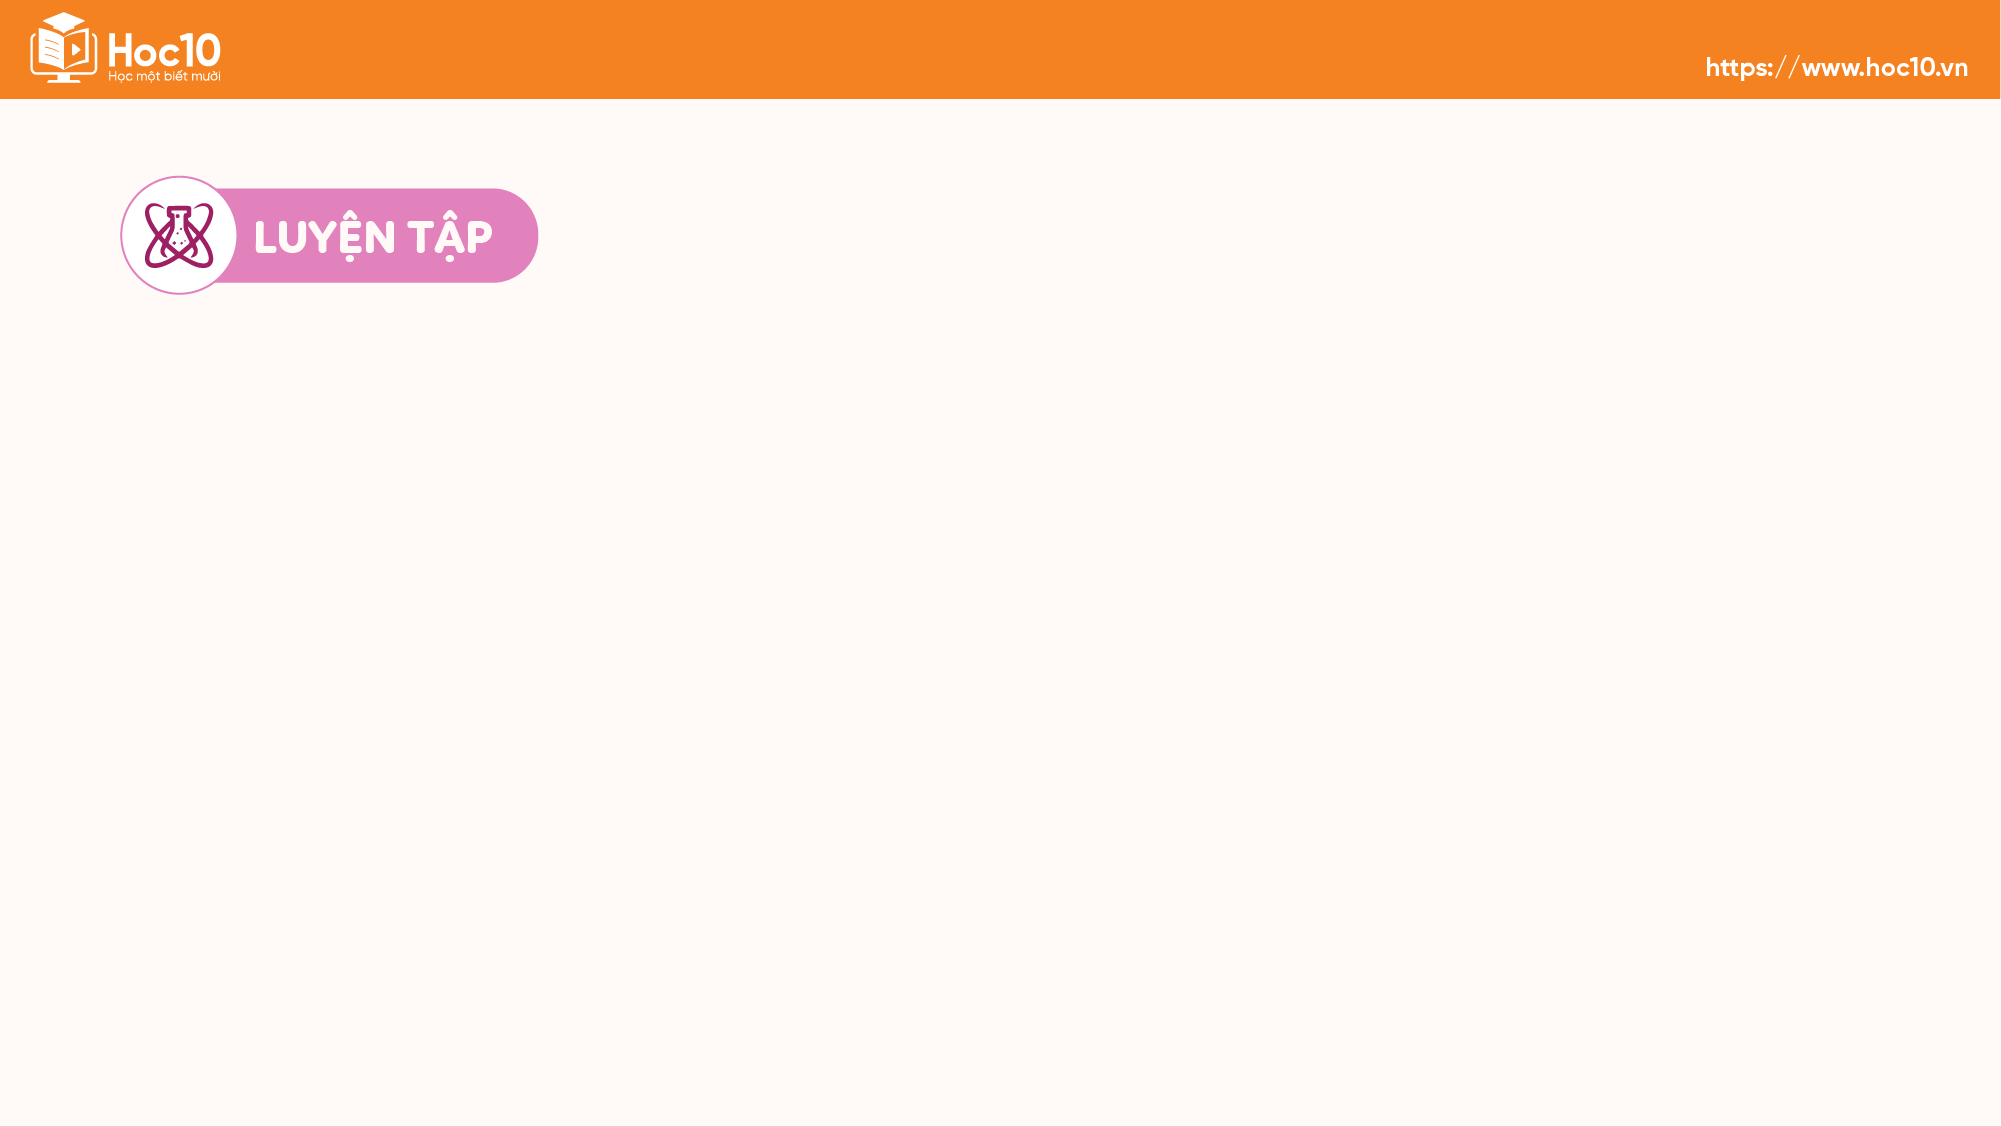 Hoc10
Học một biết mười
https://www.hoc10.vn
LUYỆN TẬP